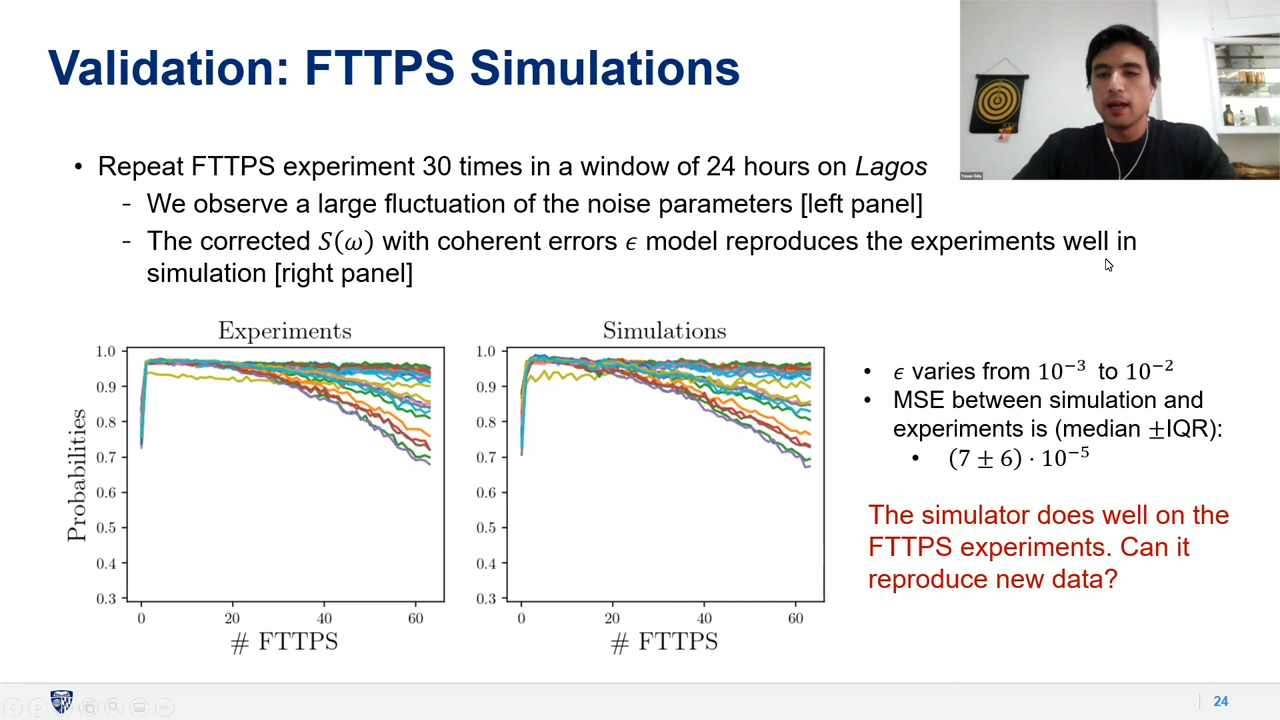 Validation: FTTPS Simulations
• Repeat FTTPS experiment 30 times in a window of 24 hours on Lagos
- We observe a large fluctuation of the noise parameters [left panel]
- The corrected S(ω) with coherent errors ϵ model reproduces the experiments well in
simulation [right panel]
Experiments
1.0
0.9
0.8
0.7
0.6
0.5
0.4
0.3
Probabilities
0 20 40 60
# FTTPS
Simulations
1.0
0.9
0.8
0.7
0.6
0.5
0.4
0.3
0 20 40 60
# FTTPS
• ϵ varies from 10⁻³ to 10⁻²
• MSE between simulation and
experiments is (median ±IQR):
• (7 ± 6) · 10⁻⁵
The simulator does well on the
FTTPS experiments. Can it
reproduce new data?
24